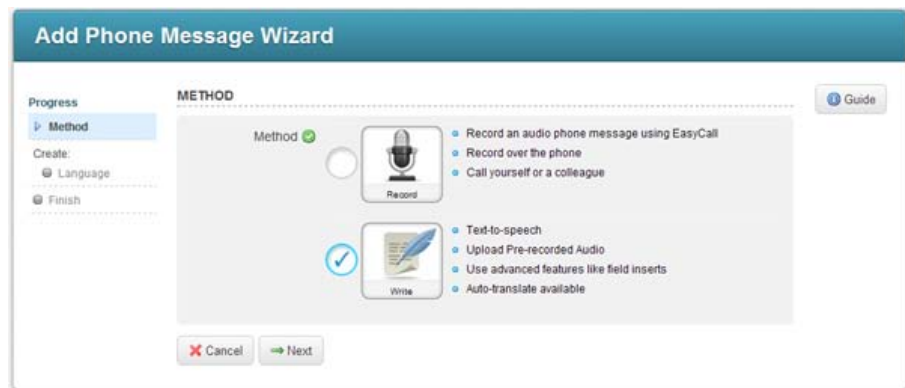 Add Phone Message Wizard
Progress
Method
Create:
Language
Finish
METHOD
Guide
Method
Record
Record an audio phone message using EasyCall
Record over the phone
Call yourself or a colleague
Write
Text-to-speech
Upload Pre-recorded Audio
Use advanced features like field inserts
Auto-translate available
Cancel
Next